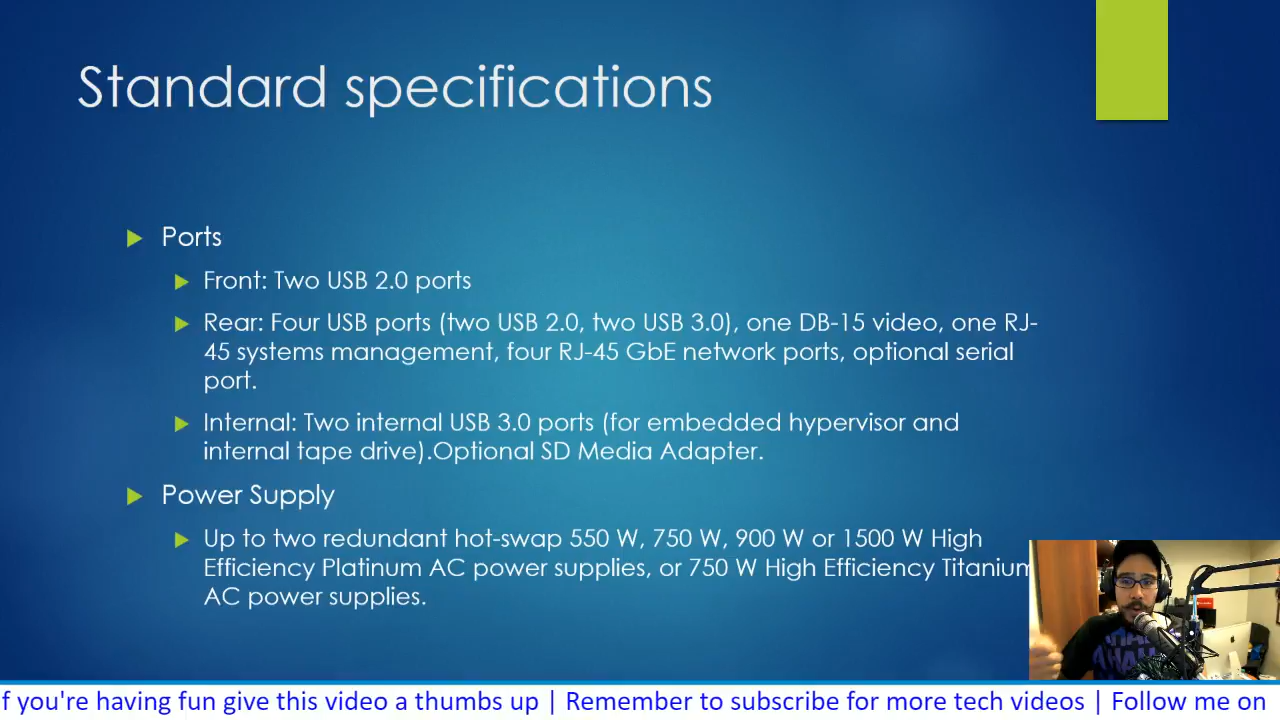 Standard specifications
Ports
Front: Two USB 2.0 ports
Rear: Four USB ports (two USB 2.0, two USB 3.0), one DB-15 video, one RJ-
45 systems management, four RJ-45 GbE network ports, optional serial
port.
Internal: Two internal USB 3.0 ports (for embedded hypervisor and
internal tape drive).Optional SD Media Adapter.
Power Supply
Up to two redundant hot-swap 550 W, 750 W, 900 W or 1500 W High
Efficiency Platinum AC power supplies, or 750 W High Efficiency Titanium
AC power supplies.
f you're having fun give this video a thumbs up | Remember to subscribe for more tech videos | Follow me on